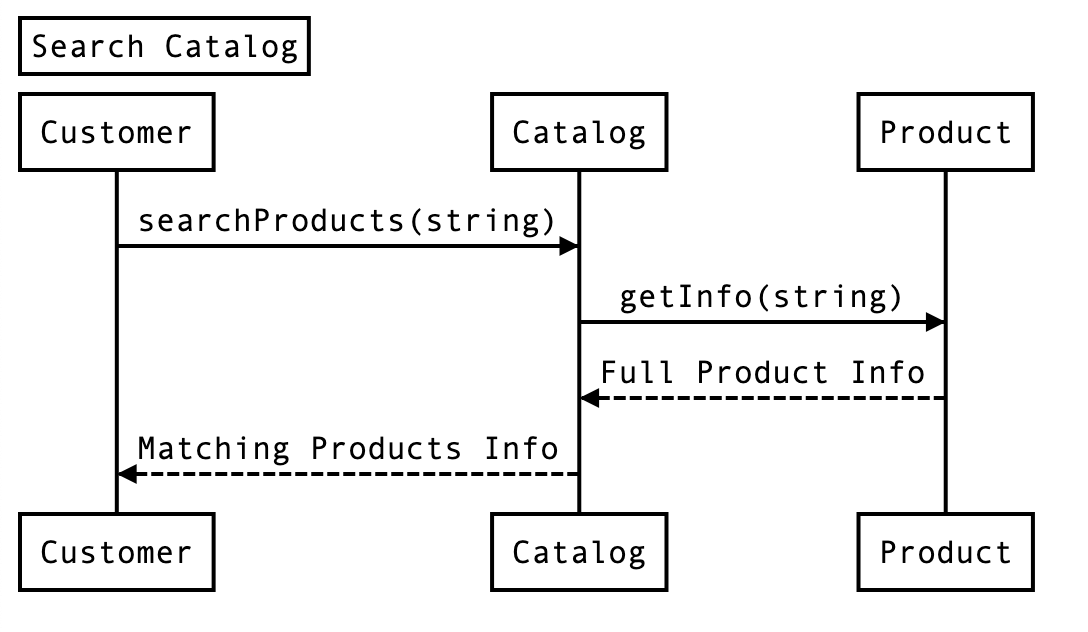 Search Catalog
Customer
Catalog
Product
searchProducts(string)
getInfo(string)
Full Product Info
Matching Products Info
Customer
Catalog
Product